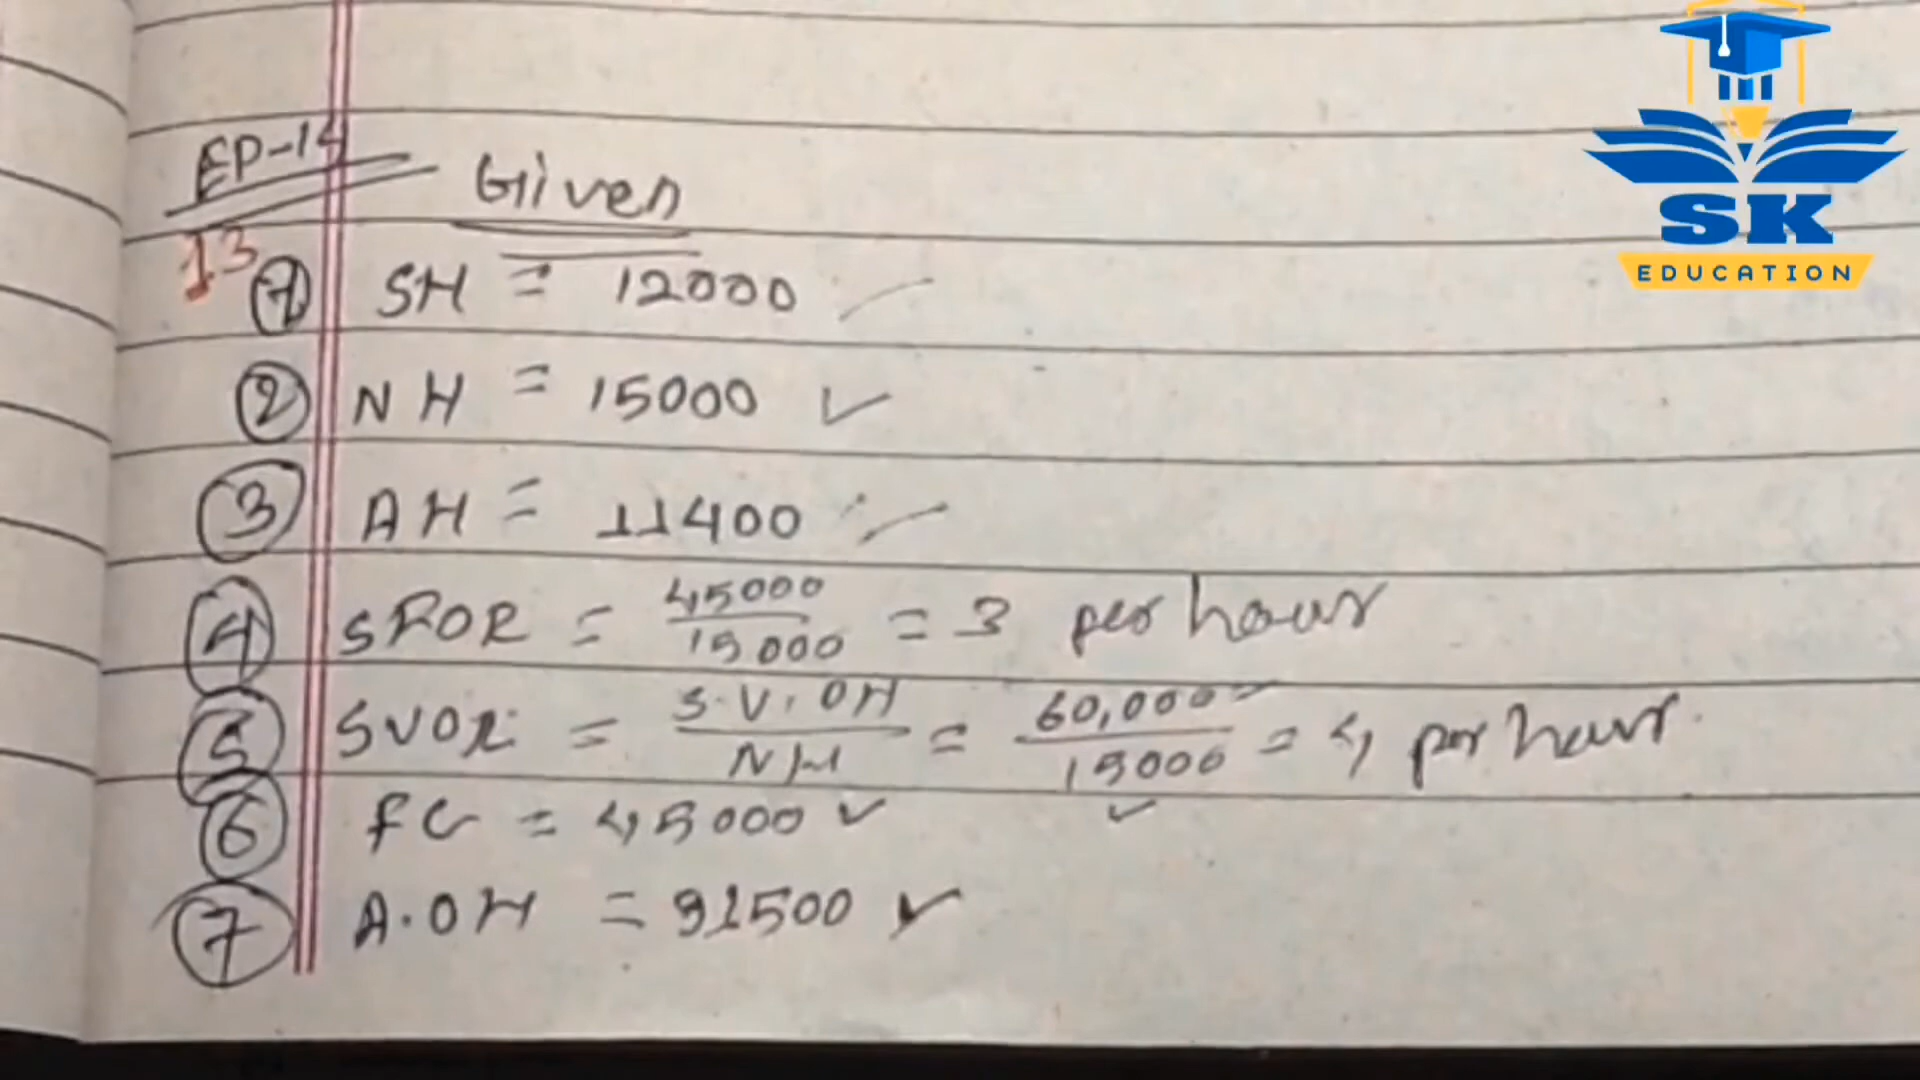 EP-14
Given
13
① SH = 12000
② NH = 15000 ✓
③ AH = 11400
④ SFOR = 45000/15000 = 3 per hour
⑤ SVOR = S.V.OH/NH = 60,000/15000 = 4 per hour
⑥ FC = 45000 ✓
⑦ A.OH = 91500 ✓
SK
EDUCATION